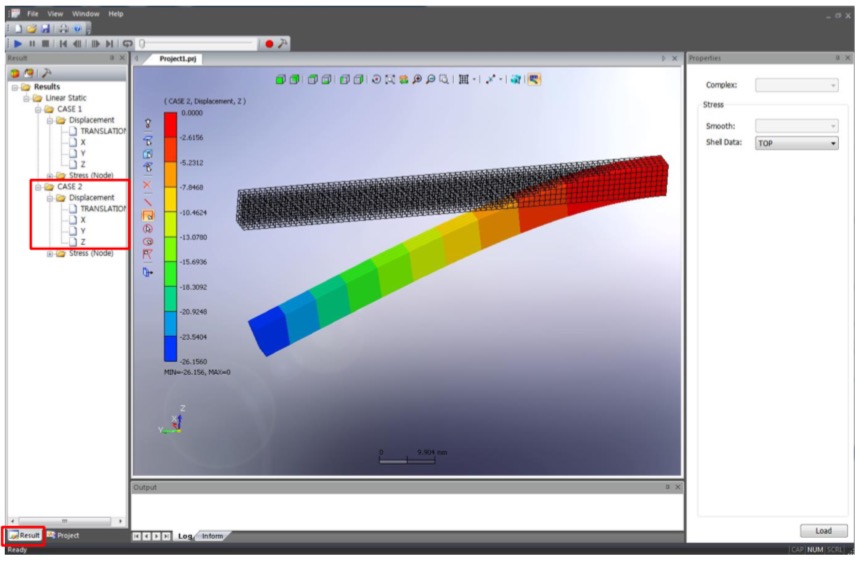 File View Window Help
Result
Project1.prj
Properties
Results
Linear Static
CASE 1
Displacement
TRANSLATION
X
Y
Z
Stress (Node)
CASE 2
Displacement
TRANSLATION
X
Y
Z
Stress (Node)
( CASE 2, Displacement, Z )
0.0000
-2.6156
-5.2312
-7.8468
-10.4624
-13.0780
-15.6936
-18.3092
-20.9248
-23.5404
-26.1560
MIN=-26.156, MAX=0
Z
X
Y
0 9.904 mm
Complex:
Stress
Smooth:
Shell Data: TOP
Load
Output
Log Inform
Result Project
Ready
CAP NUM SCRL